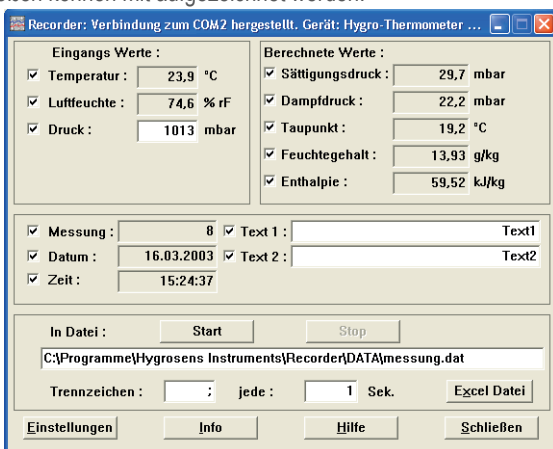 Recorder: Verbindung zum COM2 hergestellt. Gerät: Hygro-Thermometer ...
Eingangs Werte :
Temperatur : 23,9 °C
Luftfeuchte : 74,6 % rF
Druck : 1013 mbar
Berechnete Werte :
Sättigungsdruck : 29,7 mbar
Dampfdruck : 22,2 mbar
Taupunkt : 19,2 °C
Feuchtegehalt : 13,93 g/kg
Enthalpie : 59,52 kJ/kg
Messung : 8 Text 1 : Text1
Datum : 16.03.2003 Text 2 : Text2
Zeit : 15:24:37
In Datei : Start Stop
C:\Programme\Hygrosens Instruments\Recorder\DATA\messung.dat
Trennzeichen : ; jede : 1 Sek. Excel Datei
Einstellungen Info Hilfe Schließen